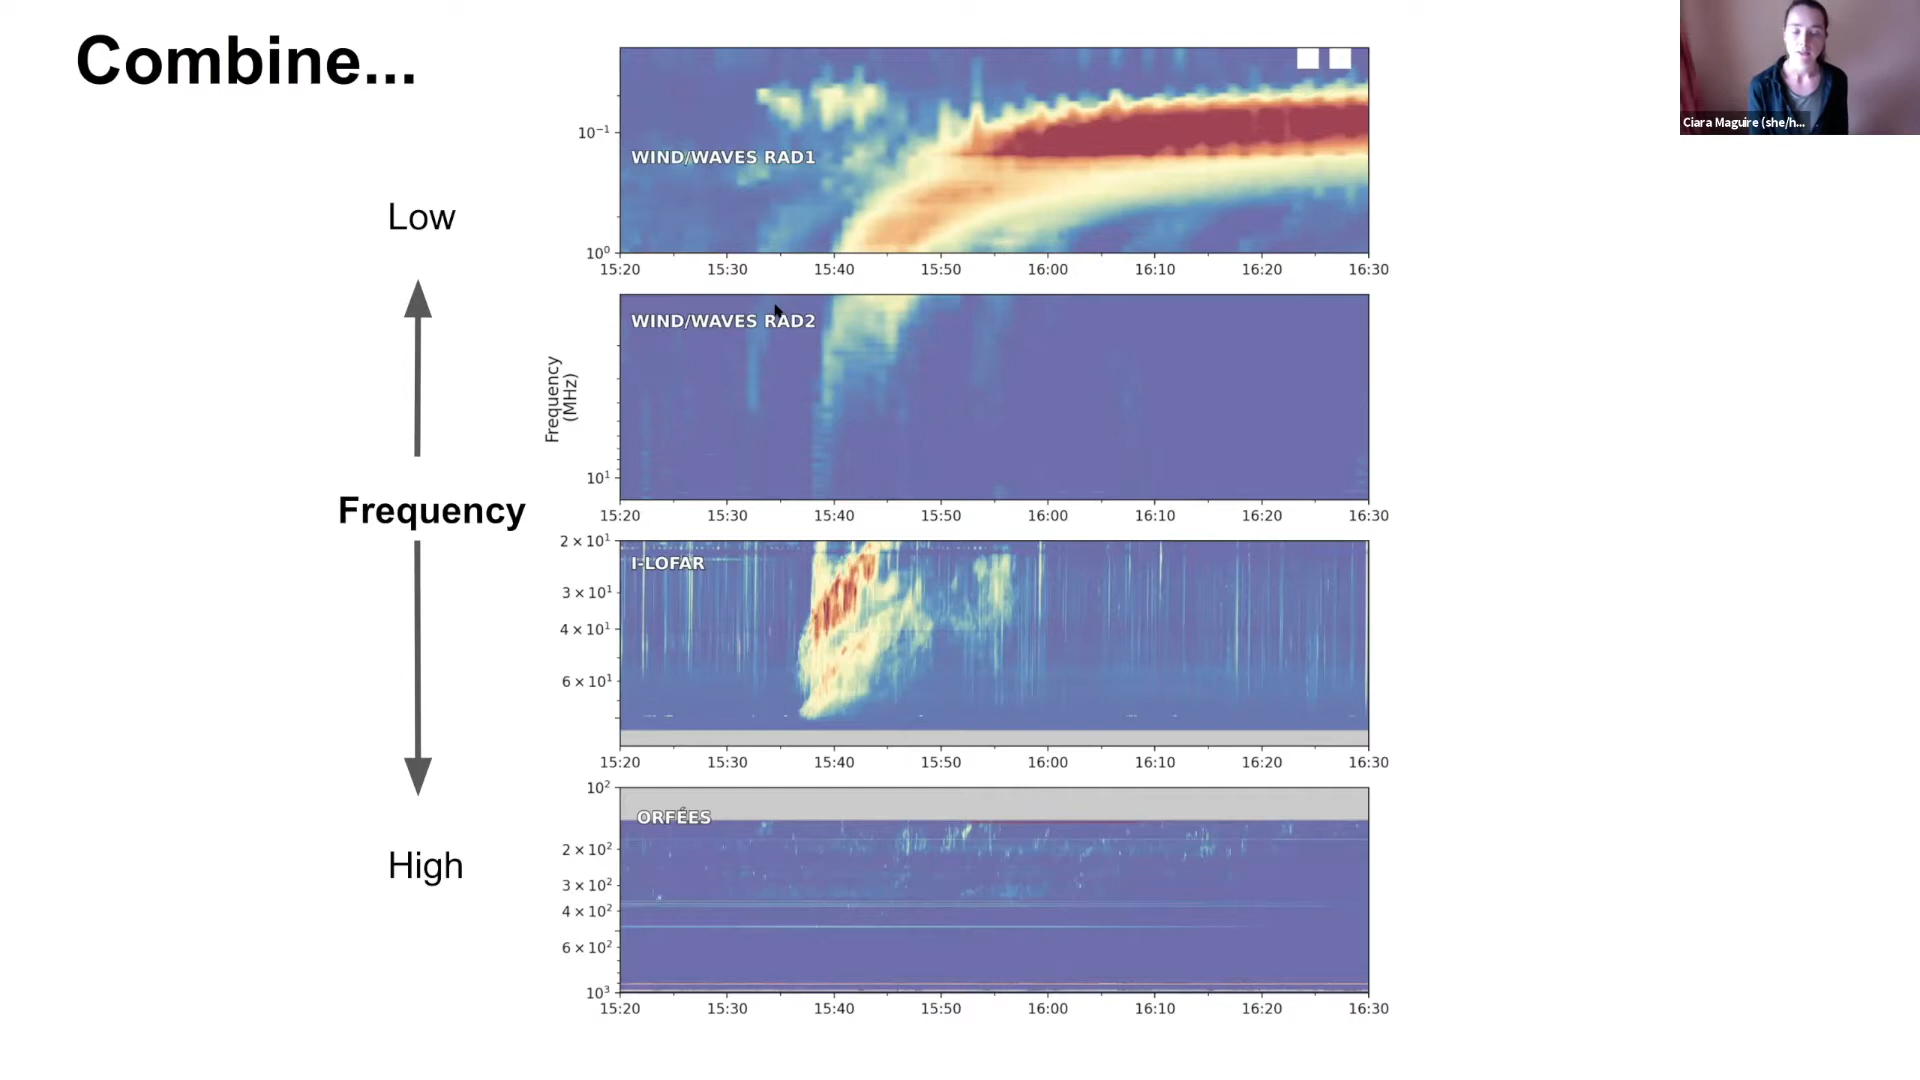 Combine...
Ciara Maguire (she/h...
Low
Frequency
High
Frequency
(MHz)
WIND/WAVES RAD1
10⁻¹
10⁰
15:20 15:30 15:40 15:50 16:00 16:10 16:20 16:30
WIND/WAVES RAD2
10¹
15:20 15:30 15:40 15:50 16:00 16:10 16:20 16:30
I-LOFAR
2 × 10¹
3 × 10¹
4 × 10¹
6 × 10¹
15:20 15:30 15:40 15:50 16:00 16:10 16:20 16:30
ORFÉES
10²
2 × 10²
3 × 10²
4 × 10²
6 × 10²
10³
15:20 15:30 15:40 15:50 16:00 16:10 16:20 16:30